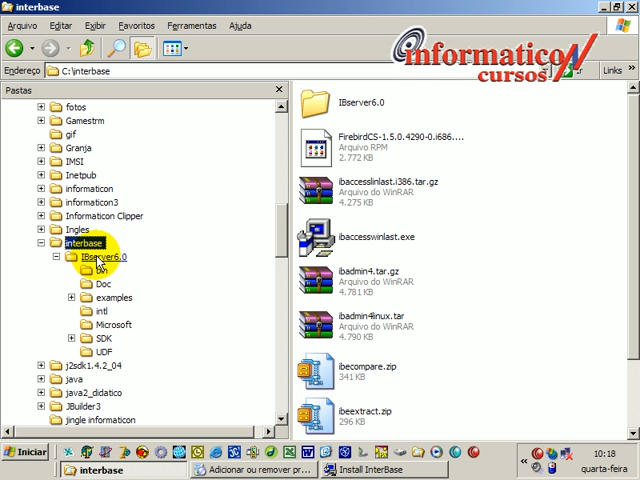 interbase
Arquivo Editar Exibir Favoritos Ferramentas Ajuda
informaticon
cursos
Endereço C:\interbase Ir Links »
Pastas
fotos
Gamestrm
gif
Granja
IMSI
Inetpub
informaticon
informaticon3
Informaticon Clipper
Ingles
interbase
IBserver6.0
bin
Doc
examples
intl
Microsoft
SDK
UDF
j2sdk1.4.2_04
java
java2_didatico
JBuilder3
jingle informaticon
IBserver6.0
FirebirdCS-1.5.0.4290-0.i686....
Arquivo RPM
2.772 KB
ibaccesslinlast.i386.tar.gz
Arquivo do WinRAR
4.275 KB
ibaccesswinlast.exe
ibadmin4.tar.gz
Arquivo do WinRAR
4.781 KB
ibadmin4linux.tar
Arquivo do WinRAR
4.790 KB
ibecompare.zip
341 KB
ibeextract.zip
296 KB
Iniciar
interbase
Adicionar ou remover pr...
Install InterBase
«
10:18
quarta-feira